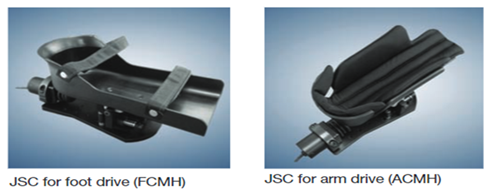 JSC for foot drive (FCMH)
JSC for arm drive (ACMH)